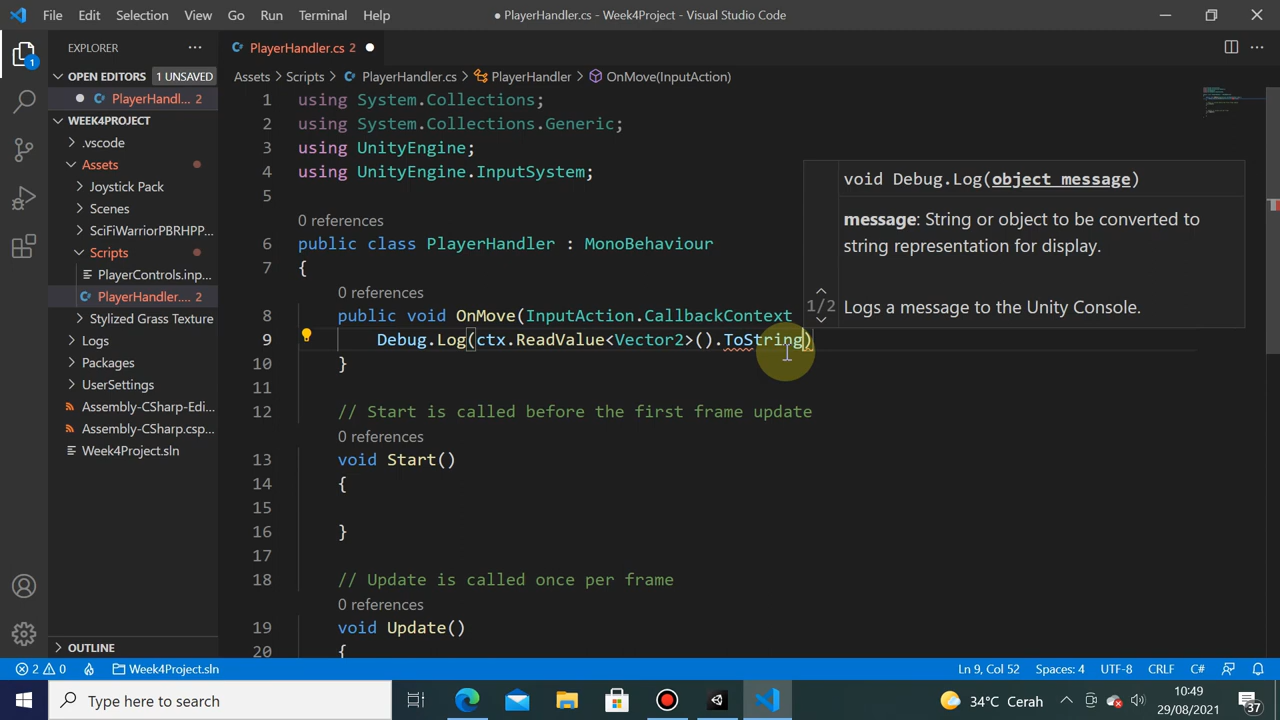 File Edit Selection View Go Run Terminal Help
● PlayerHandler.cs - Week4Project - Visual Studio Code
EXPLORER
OPEN EDITORS 1 UNSAVED
PlayerHandl... 2
WEEK4PROJECT
.vscode
Assets
Joystick Pack
Scenes
SciFiWarriorPBRHPP...
Scripts
PlayerControls.inp...
PlayerHandler.... 2
Stylized Grass Texture
Logs
Packages
UserSettings
Assembly-CSharp-Edi...
Assembly-CSharp.csp...
Week4Project.sln
OUTLINE
1
PlayerHandler.cs 2
Assets > Scripts > PlayerHandler.cs > PlayerHandler > OnMove(InputAction)
1 using System.Collections;
2 using System.Collections.Generic;
3 using UnityEngine;
4 using UnityEngine.InputSystem;
5
0 references
6 public class PlayerHandler : MonoBehaviour
7 {
0 references
8 public void OnMove(InputAction.CallbackContext
9 Debug.Log(ctx.ReadValue<Vector2>().ToString)
10 }
11
12 // Start is called before the first frame update
0 references
13 void Start()
14 {
15
16 }
17
18 // Update is called once per frame
0 references
19 void Update()
20 {
void Debug.Log(object message)
message: String or object to be converted to
string representation for display.
1/2
Logs a message to the Unity Console.
2 0 Week4Project.sln
Ln 9, Col 52 Spaces: 4 UTF-8 CRLF C#
Type here to search
34°C Cerah
10:49
29/08/2021
37